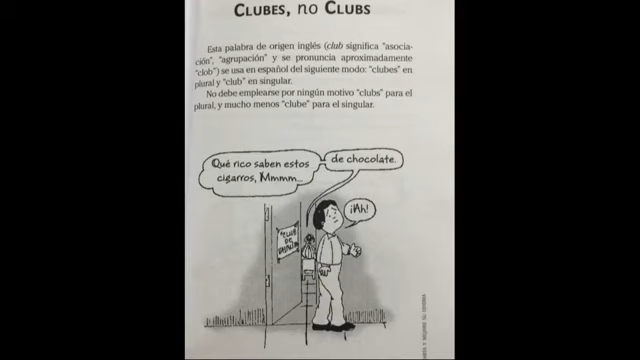 CLUBES, no CLUBS
Esta palabra de origen inglés (club significa "asocia-
ción", "agrupación" y se pronuncia aproximadamente
"clob") se usa en español del siguiente modo: "clubes" en
plural y "club" en singular.
No debe emplearse por ningún motivo "clubs" para el
plural, y mucho menos "clube" para el singular.
Qué rico saben estos
cigarros, Mmmm...
de chocolate.
¡Ah!
"CLUB
DE